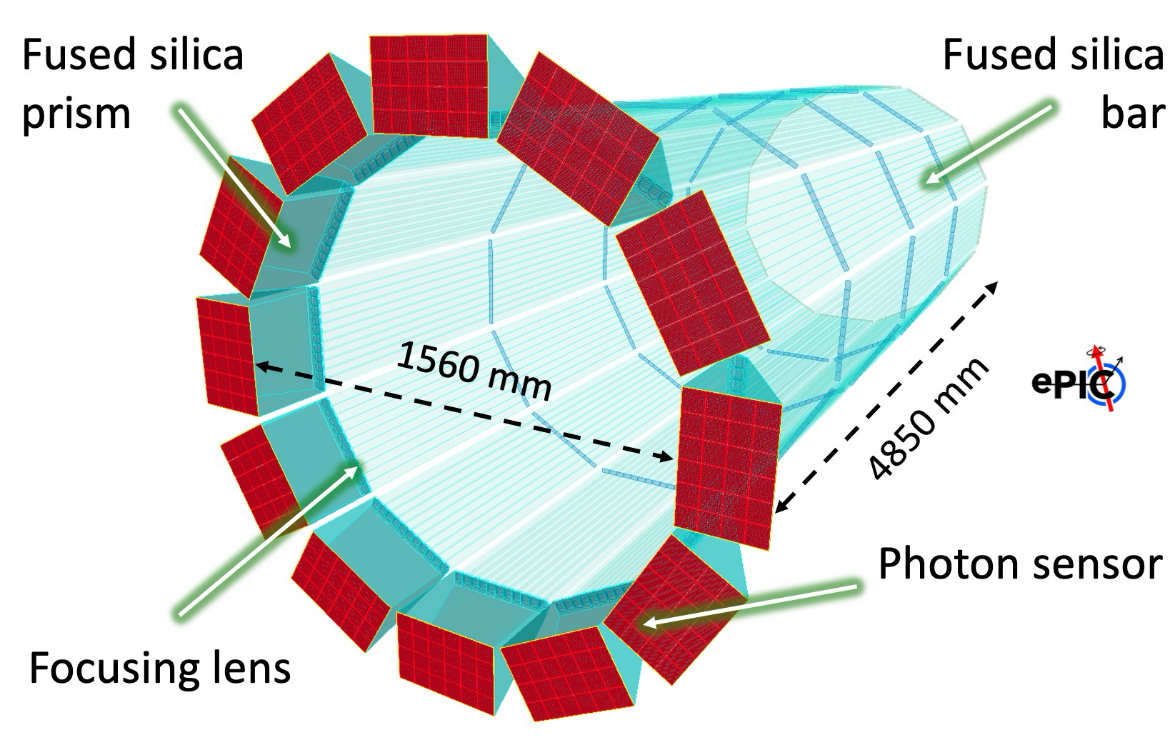 Fused silica
prism
Fused silica
bar
1560 mm
4850 mm
ePIC
Photon sensor
Focusing lens